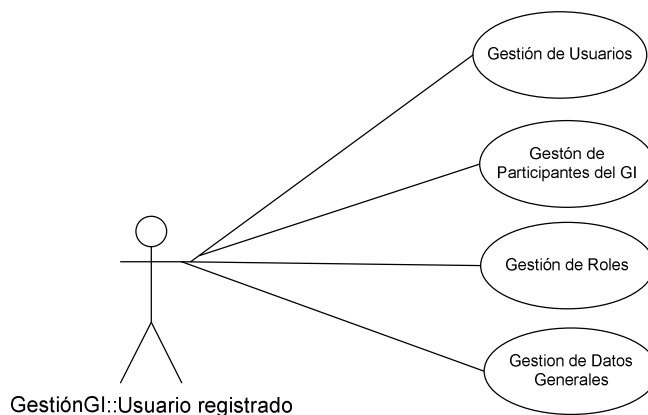 Gestión de Usuarios
Gestón de
Participantes del GI
Gestión de Roles
Gestion de Datos
Generales
GestiónGI::Usuario registrado